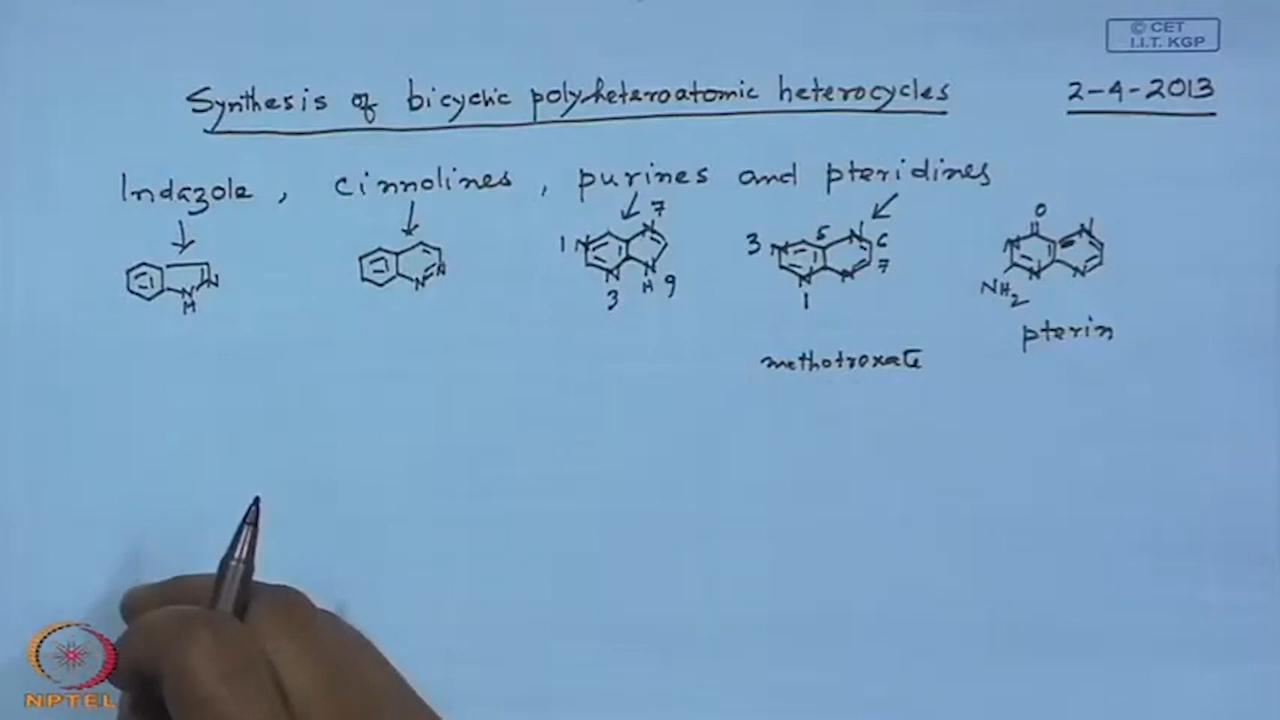 © CET
I.I.T. KGP
Synthesis of bicyclic polyheteroatomic heterocycles 2-4-2013
Indazole, cinnolines, purines and pteridines
N
N
H
N
N
1 N
N 7
N
3
N
H 9
3 N
5
N
6
7
N
1
N
O
N
N
N
N
NH2
pterin
methotroxate
NPTEL